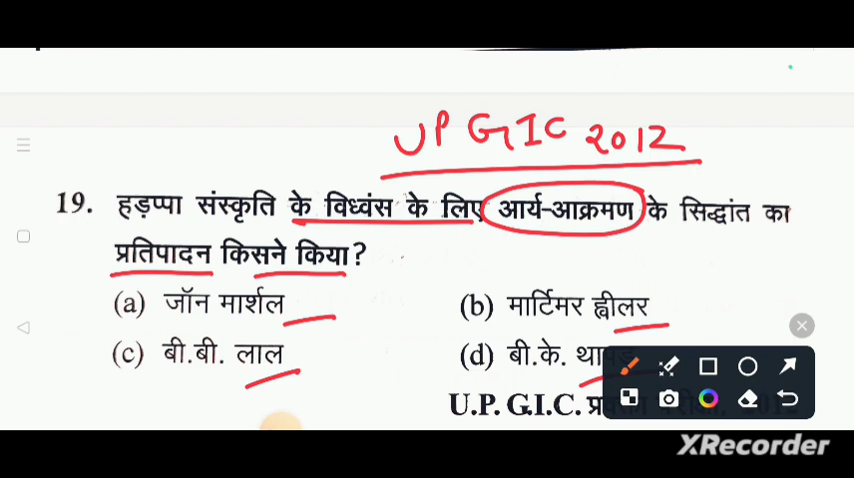 UP GIC 2012
19. हड़प्पा संस्कृति के विध्वंस के लिए आर्य-आक्रमण के सिद्धांत का
प्रतिपादन किसने किया?
(a) जॉन मार्शल (b) मार्टिमर ह्वीलर
(c) बी.बी. लाल (d) बी.के.
U.P. G.I.C.
XRecorder